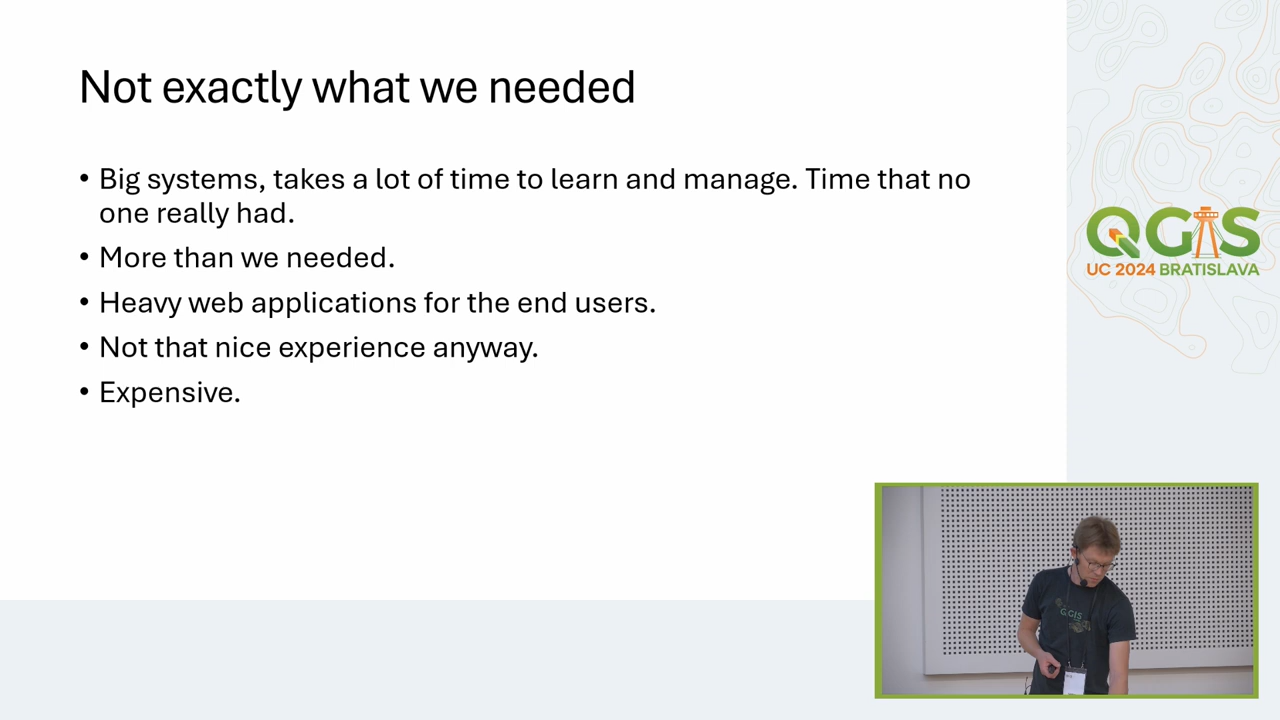 Not exactly what we needed
• Big systems, takes a lot of time to learn and manage. Time that no
one really had.
• More than we needed.
• Heavy web applications for the end users.
• Not that nice experience anyway.
• Expensive.
QGIS
UC 2024 BRATISLAVA